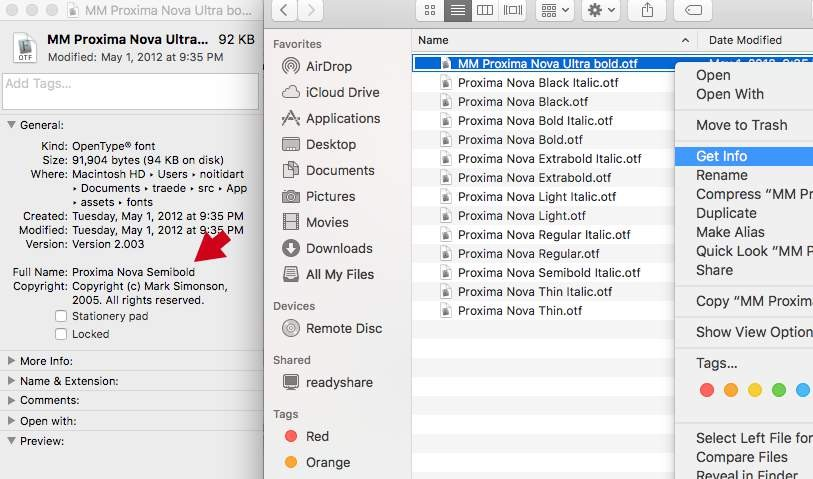 MM Proxima Nova Ultra bo...
OTF
MM Proxima Nova Ultra... 92 KB
Modified: May 1, 2012 at 9:35 PM
Add Tags...
General:
Kind: OpenType® font
Size: 91,904 bytes (94 KB on disk)
Where: Macintosh HD ▸ Users ▸ noitidart
▸ Documents ▸ traede ▸ src ▸ App
▸ assets ▸ fonts
Created: Tuesday, May 1, 2012 at 9:35 PM
Modified: Tuesday, May 1, 2012 at 9:35 PM
Version: Version 2.003
Full Name: Proxima Nova Semibold
Copyright: Copyright (c) Mark Simonson,
2005. All rights reserved.
Stationery pad
Locked
More Info:
Name & Extension:
Comments:
Open with:
Preview:
Favorites
AirDrop
iCloud Drive
Applications
Desktop
Documents
Pictures
Movies
Downloads
All My Files
Devices
Remote Disc
Shared
readyshare
Tags
Red
Orange
Name
Date Modified
MM Proxima Nova Ultra bold.otf
Proxima Nova Black Italic.otf
Proxima Nova Black.otf
Proxima Nova Bold Italic.otf
Proxima Nova Bold.otf
Proxima Nova Extrabold Italic.otf
Proxima Nova Extrabold.otf
Proxima Nova Light Italic.otf
Proxima Nova Light.otf
Proxima Nova Regular Italic.otf
Proxima Nova Regular.otf
Proxima Nova Semibold Italic.otf
Proxima Nova Thin Italic.otf
Proxima Nova Thin.otf
Open
Open With
Move to Trash
Get Info
Rename
Compress “MM Pr
Duplicate
Make Alias
Quick Look “MM P
Share
Copy “MM Proxima
Show View Option
Tags...
Select Left File for
Compare Files
Reveal in Finder